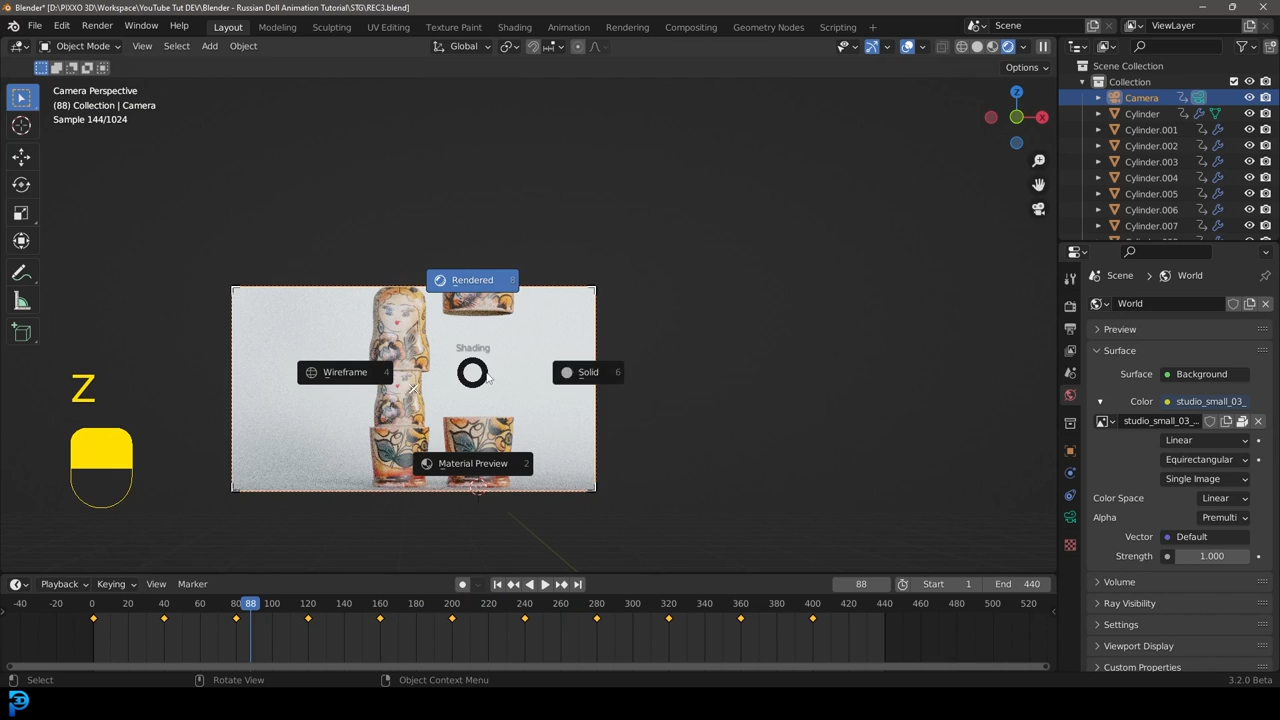 Blender* [D:\PIXXO 3D\Workspace\YouTube Tut DEV\Blender - Russian Doll Animation Tutorial\STG\REC3.blend]
File Edit Render Window Help Layout Modeling Sculpting UV Editing Texture Paint Shading Animation Rendering Compositing Geometry Nodes Scripting Scene ViewLayer
Object Mode View Select Add Object Global
Options
Camera Perspective
(88) Collection | Camera
Sample 144/1024
Z
X
Scene Collection
Collection
Camera
Cylinder
Cylinder.001
Cylinder.002
Cylinder.003
Cylinder.004
Cylinder.005
Cylinder.006
Cylinder.007
Rendered 8
Shading
Wireframe 4
Solid 6
Material Preview 2
Z
Scene World
World
Preview
Surface
Surface Background
Color studio_small_03_
studio_small_03_...
Linear
Equirectangular
Single Image
Color Space Linear
Alpha Premulti
Vector Default
Strength 1.000
Volume
Ray Visibility
Settings
Viewport Display
Custom Properties
Playback Keying View Marker 88 Start 1 End 440
-40 -20 0 20 40 60 80 88 100 120 140 160 180 200 220 240 260 280 300 320 340 360 380 400 420 440 460 480 500 520
Select Rotate View Object Context Menu 3.2.0 Beta